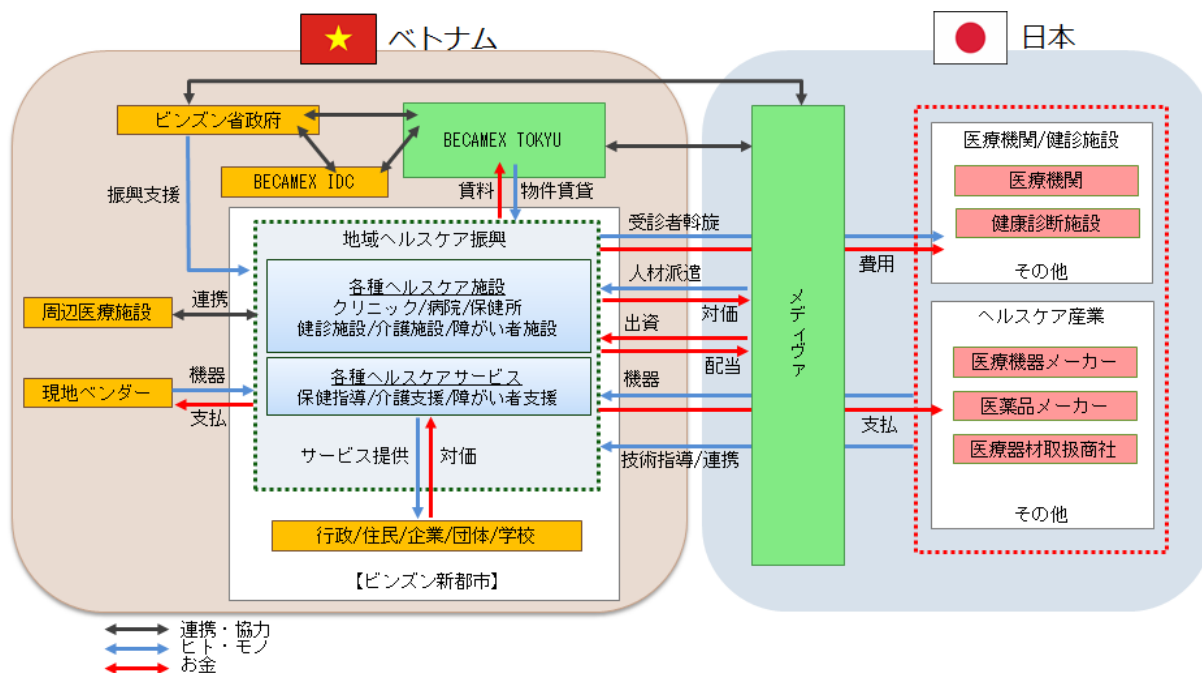 ベトナム
日本
ビンズン省政府
BECAMEX TOKYU
BECAMEX IDC
振興支援
賃料
物件賃貸
地域ヘルスケア振興
各種ヘルスケア施設
クリニック/病院/保健所
健診施設/介護施設/障がい者施設
各種ヘルスケアサービス
保健指導/介護支援/障がい者支援
周辺医療施設
連携
現地ベンダー
機器
支払
サービス提供
対価
行政/住民/企業/団体/学校
【ビンズン新都市】
受診者斡旋
費用
人材派遣
対価
出資
配当
機器
支払
技術指導/連携
メディヴァ
医療機関/健診施設
医療機関
健康診断施設
その他
ヘルスケア産業
医療機器メーカー
医薬品メーカー
医療器材取扱商社
その他
連携・協力
ヒト・モノ
お金